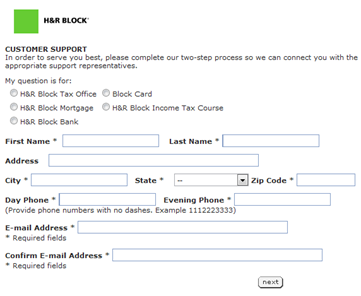 H&R BLOCK®
CUSTOMER SUPPORT
In order to serve you best, please complete our two-step process so we can connect you with the
appropriate support representatives.
My question is for:
H&R Block Tax Office Block Card
H&R Block Mortgage H&R Block Income Tax Course
H&R Block Bank
First Name * Last Name *
Address
City * State * -- Zip Code *
Day Phone * Evening Phone *
(Provide phone numbers with no dashes. Example 1112223333)
E-mail Address *
* Required fields
Confirm E-mail Address *
* Required fields
next